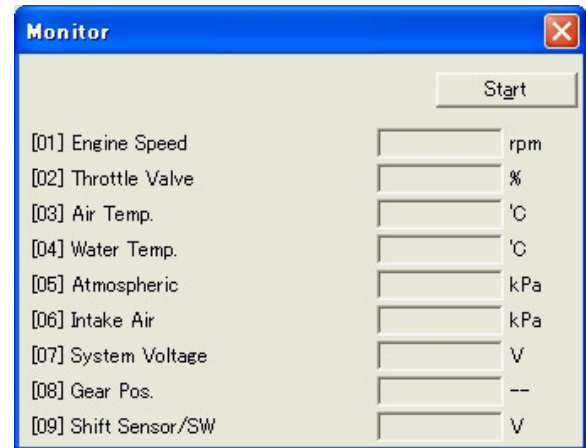 Monitor
Start
[01] Engine Speed rpm
[02] Throttle Valve %
[03] Air Temp. 'C
[04] Water Temp. 'C
[05] Atmospheric kPa
[06] Intake Air kPa
[07] System Voltage V
[08] Gear Pos. --
[09] Shift Sensor/SW V